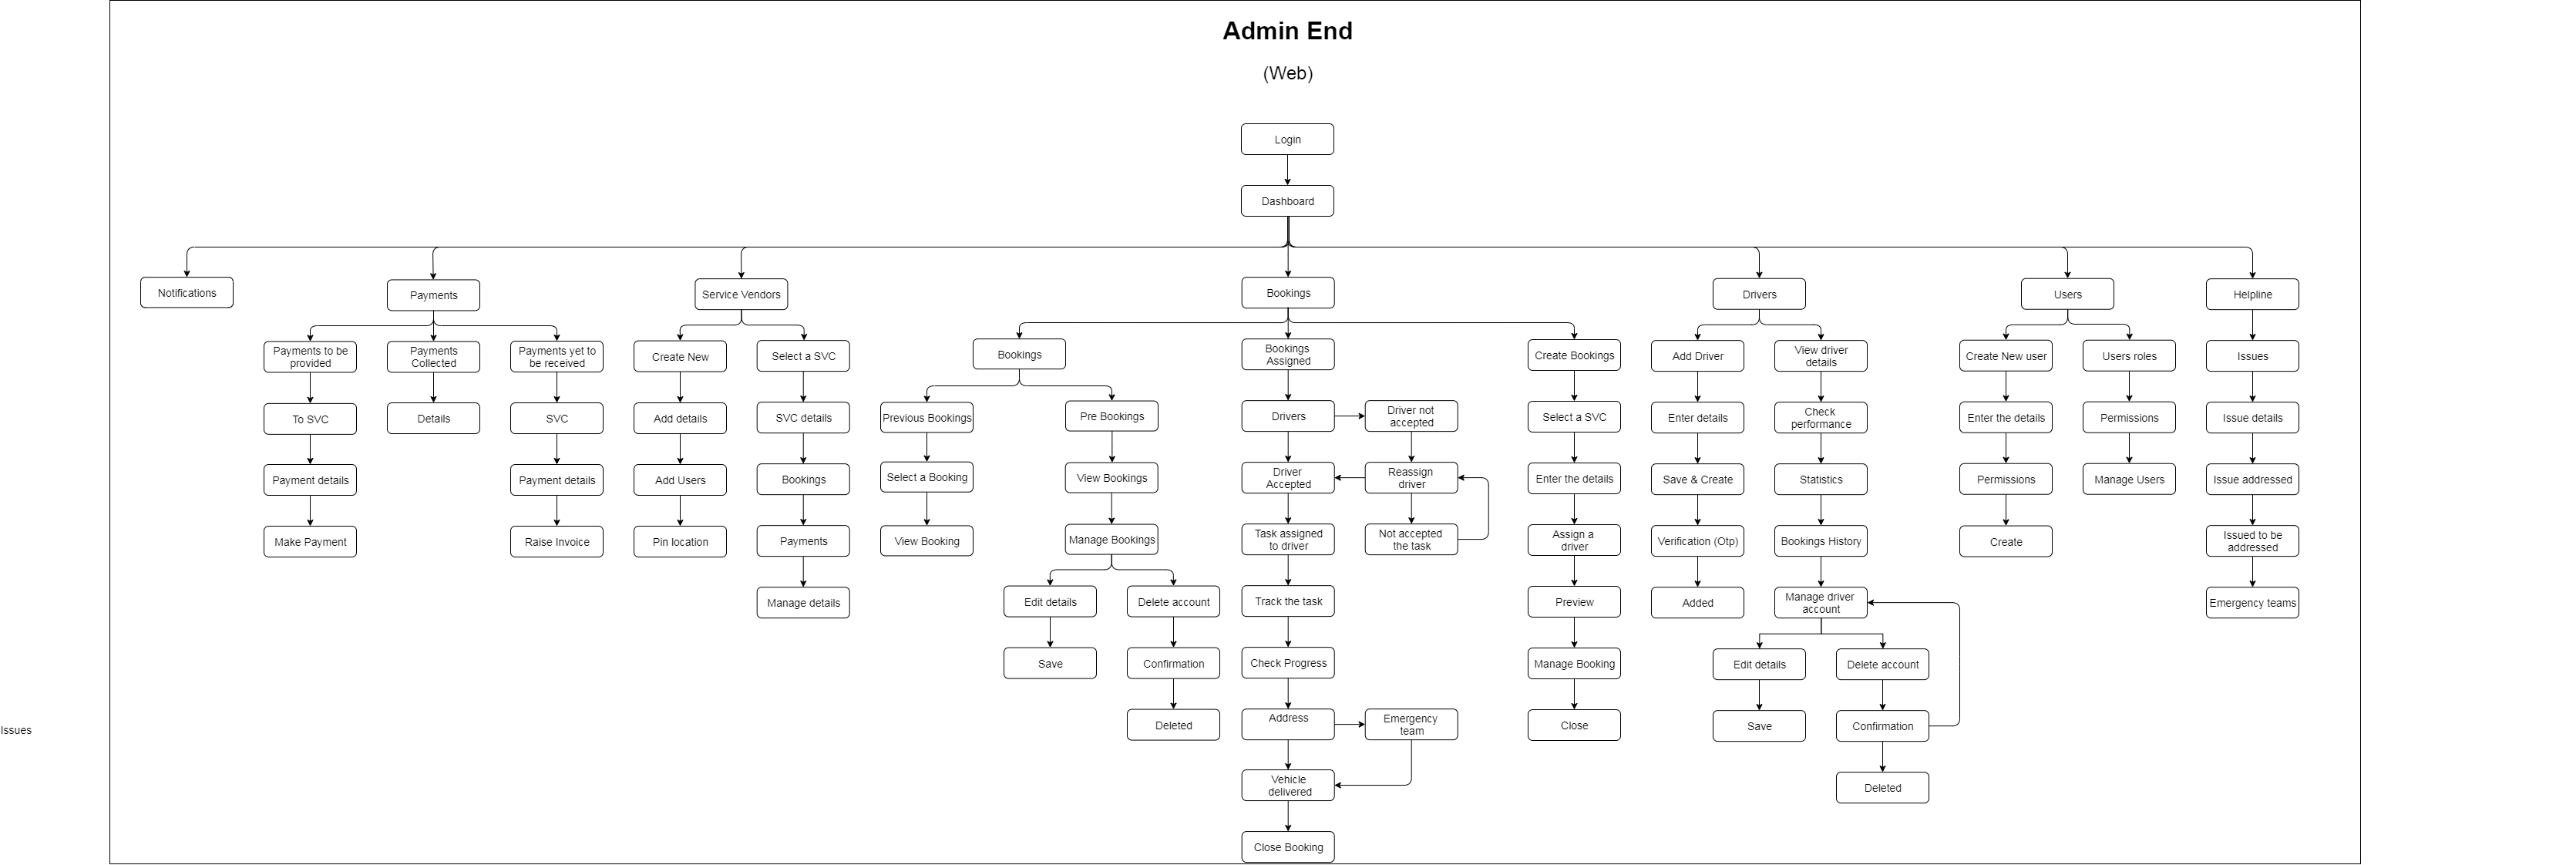 Admin End
(Web)
Login
Dashboard
Notifications
Payments
Service Vendors
Bookings
Drivers
Users
Helpline
Payments to be
provided
Payments
Collected
Payments yet to
be received
Create New
Select a SVC
Bookings
Bookings
Assigned
Create Bookings
Add Driver
View driver
details
Create New user
Users roles
Issues
To SVC
Details
SVC
Add details
SVC details
Previous Bookings
Pre Bookings
Drivers
Driver not
accepted
Select a SVC
Enter details
Check
performance
Enter the details
Permissions
Issue details
Payment details
Payment details
Add Users
Bookings
Select a Booking
View Bookings
Driver
Accepted
Reassign
driver
Enter the details
Save & Create
Statistics
Permissions
Manage Users
Issue addressed
Make Payment
Raise Invoice
Pin location
Payments
View Booking
Manage Bookings
Task assigned
to driver
Not accepted
the task
Assign a
driver
Verification (Otp)
Bookings History
Create
Issued to be
addressed
Manage details
Edit details
Delete account
Track the task
Preview
Added
Manage driver
account
Emergency teams
Save
Confirmation
Check Progress
Manage Booking
Edit details
Delete account
Issues
Deleted
Address
Emergency
team
Close
Save
Confirmation
Vehicle
delivered
Deleted
Close Booking